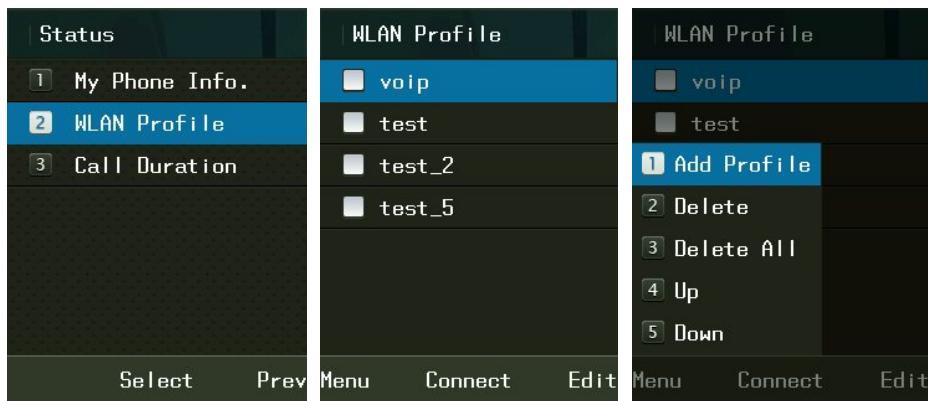 Status
1 My Phone Info.
2 WLAN Profile
3 Call Duration
Select Prev
WLAN Profile
voip
test
test_2
test_5
Menu Connect Edit
WLAN Profile
voip
test
1 Add Profile
2 Delete
3 Delete All
4 Up
5 Down
Menu Connect Edit